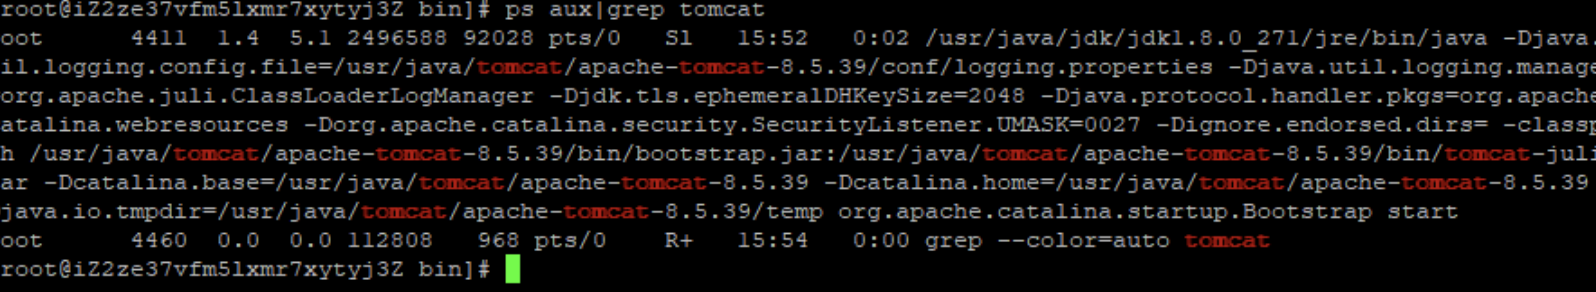 root@iZ2ze37vfm5lxmr7xytyj3Z bin]# ps aux|grep tomcat
oot      4411  1.4  5.1 2496588 92028 pts/0   Sl   15:52   0:02 /usr/java/jdk/jdk1.8.0_271/jre/bin/java -Djava.
il.logging.config.file=/usr/java/tomcat/apache-tomcat-8.5.39/conf/logging.properties -Djava.util.logging.manage
org.apache.juli.ClassLoaderLogManager -Djdk.tls.ephemeralDHKeySize=2048 -Djava.protocol.handler.pkgs=org.apache
atalina.webresources -Dorg.apache.catalina.security.SecurityListener.UMASK=0027 -Dignore.endorsed.dirs= -classp
h /usr/java/tomcat/apache-tomcat-8.5.39/bin/bootstrap.jar:/usr/java/tomcat/apache-tomcat-8.5.39/bin/tomcat-juli
ar -Dcatalina.base=/usr/java/tomcat/apache-tomcat-8.5.39 -Dcatalina.home=/usr/java/tomcat/apache-tomcat-8.5.39
java.io.tmpdir=/usr/java/tomcat/apache-tomcat-8.5.39/temp org.apache.catalina.startup.Bootstrap start
oot      4460  0.0  0.0 112808   968 pts/0   R+   15:54   0:00 grep --color=auto tomcat
root@iZ2ze37vfm5lxmr7xytyj3Z bin]#